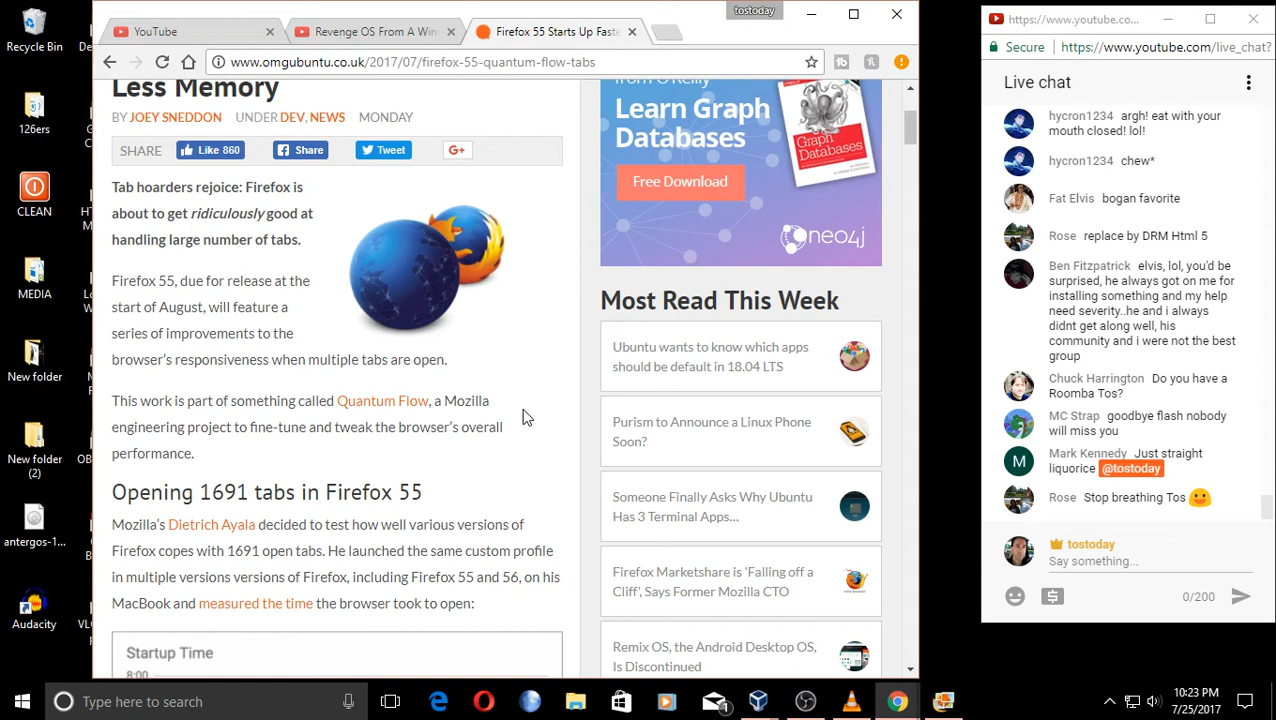 Recycle Bin
126ers
CLEAN
MEDIA
New folder
New folder
(2)
antergos-1...
Audacity
tostoday
YouTube
Revenge OS From A Win
Firefox 55 Starts Up Faste
www.omgubuntu.co.uk/2017/07/firefox-55-quantum-flow-tabs
Less Memory
BY JOEY SNEDDON UNDER DEV, NEWS MONDAY
SHARE Like 860 Share Tweet G+
Tab hoarders rejoice: Firefox is
about to get ridiculously good at
handling large number of tabs.
Firefox 55, due for release at the
start of August, will feature a
series of improvements to the
browser's responsiveness when multiple tabs are open.
This work is part of something called Quantum Flow, a Mozilla
engineering project to fine-tune and tweak the browser's overall
performance.
Opening 1691 tabs in Firefox 55
Mozilla's Dietrich Ayala decided to test how well various versions of
Firefox copes with 1691 open tabs. He launched the same custom profile
in multiple versions versions of Firefox, including Firefox 55 and 56, on his
MacBook and measured the time the browser took to open:
Startup Time
8:00
from O'Reilly
Learn Graph
Databases
Free Download
neo4j
Most Read This Week
Ubuntu wants to know which apps
should be default in 18.04 LTS
Purism to Announce a Linux Phone
Soon?
Someone Finally Asks Why Ubuntu
Has 3 Terminal Apps...
Firefox Marketshare is 'Falling off a
Cliff', Says Former Mozilla CTO
Remix OS, the Android Desktop OS,
Is Discontinued
https://www.youtube.co...
Secure https://www.youtube.com/live_chat?
Live chat
hycron1234 argh! eat with your
mouth closed! lol!
hycron1234 chew*
Fat Elvis bogan favorite
Rose replace by DRM Html 5
Ben Fitzpatrick elvis, lol, you'd be
surprised, he always got on me for
installing something and my help
need severity..he and i always
didnt get along well, his
community and i were not the best
group
Chuck Harrington Do you have a
Roomba Tos?
MC Strap goodbye flash nobody
will miss you
M Mark Kennedy Just straight
liquorice @tostoday
Rose Stop breathing Tos
tostoday
Say something...
0/200
Type here to search
1
10:23 PM
7/25/2017